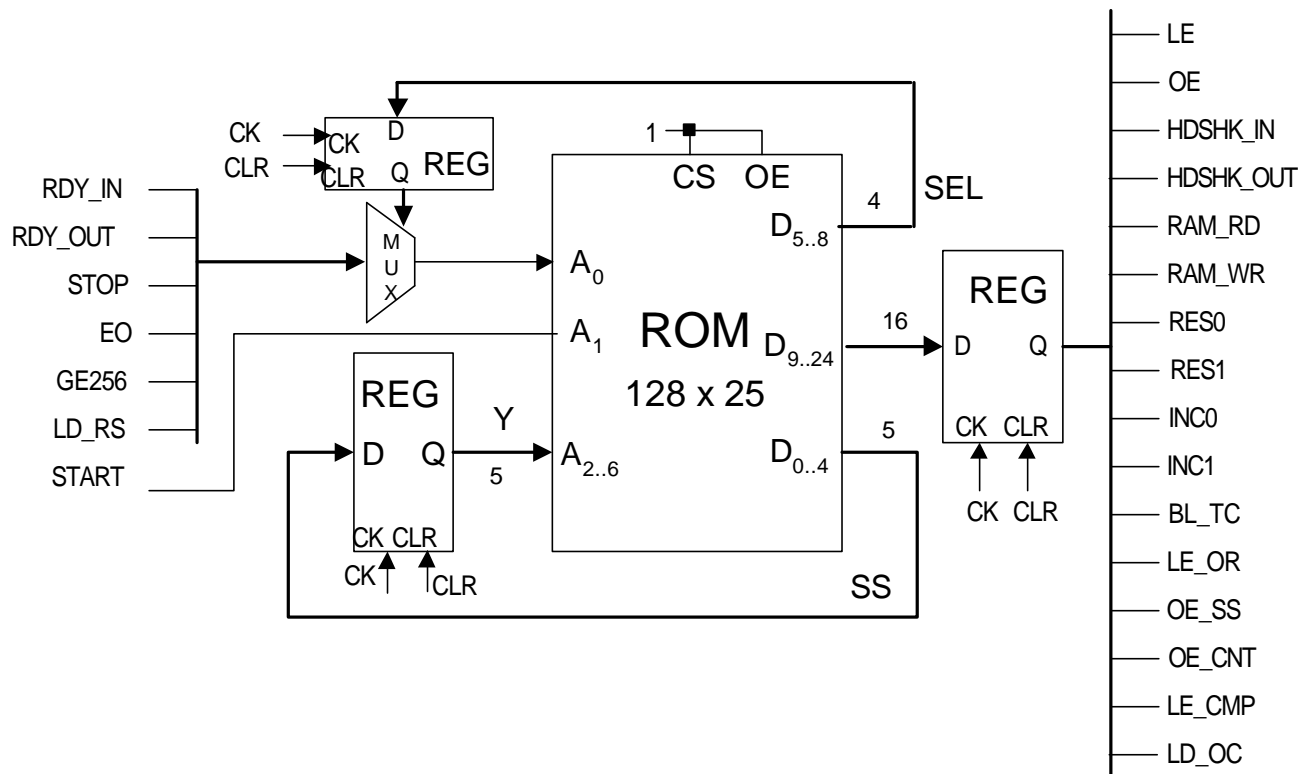 RDY_IN
RDY_OUT
STOP
EO
GE256
LD_RS
START
CK
CLR
CK
CLR
D
Q
REG
M
U
X
1
CS OE
A0
A1
A2..6
ROM
128 x 25
D5..8
D9..24
D0..4
4
SEL
16
5
SS
REG
D Q
CK CLR
CK
CLR
Y
5
REG
D Q
CK CLR
CK CLR
LE
OE
HDSHK_IN
HDSHK_OUT
RAM_RD
RAM_WR
RES0
RES1
INC0
INC1
BL_TC
LE_OR
OE_SS
OE_CNT
LE_CMP
LD_OC